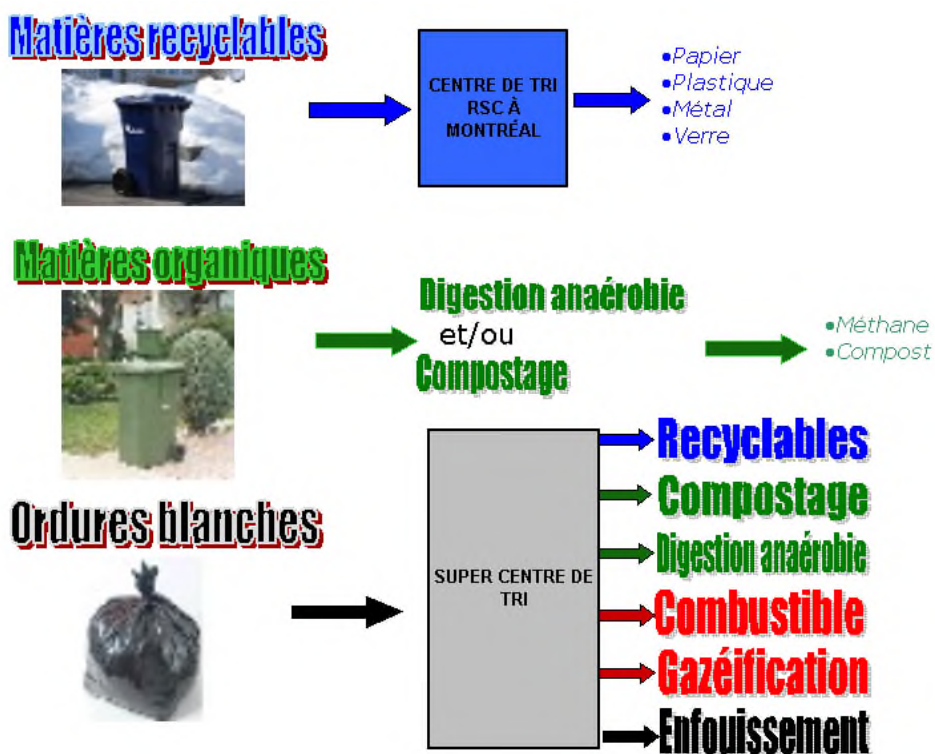 Matières recyclables
CENTRE DE TRI
RSC À
MONTRÉAL
•Papier
•Plastique
•Métal
•Verre
Matières organiques
Digestion anaérobie
et/ou
Compostage
•Méthane
•Compost
Ordures blanches
SUPER CENTRE DE
TRI
Recyclables
Compostage
Digestion anaérobie
Combustible
Gazéification
Enfouissement